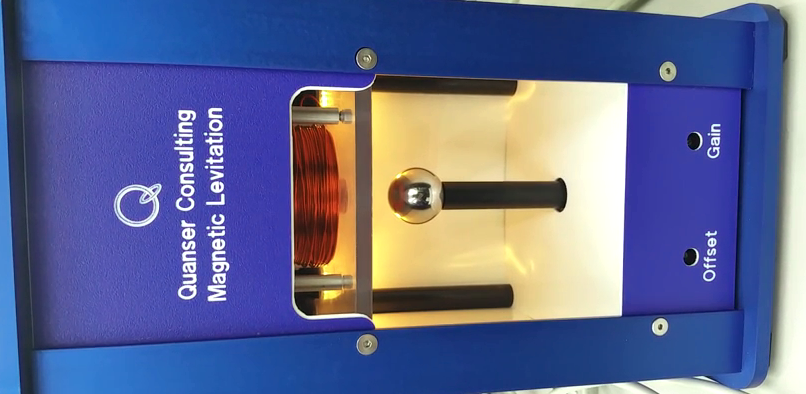 Quanser Consulting
Magnetic Levitation
Offset
Gain